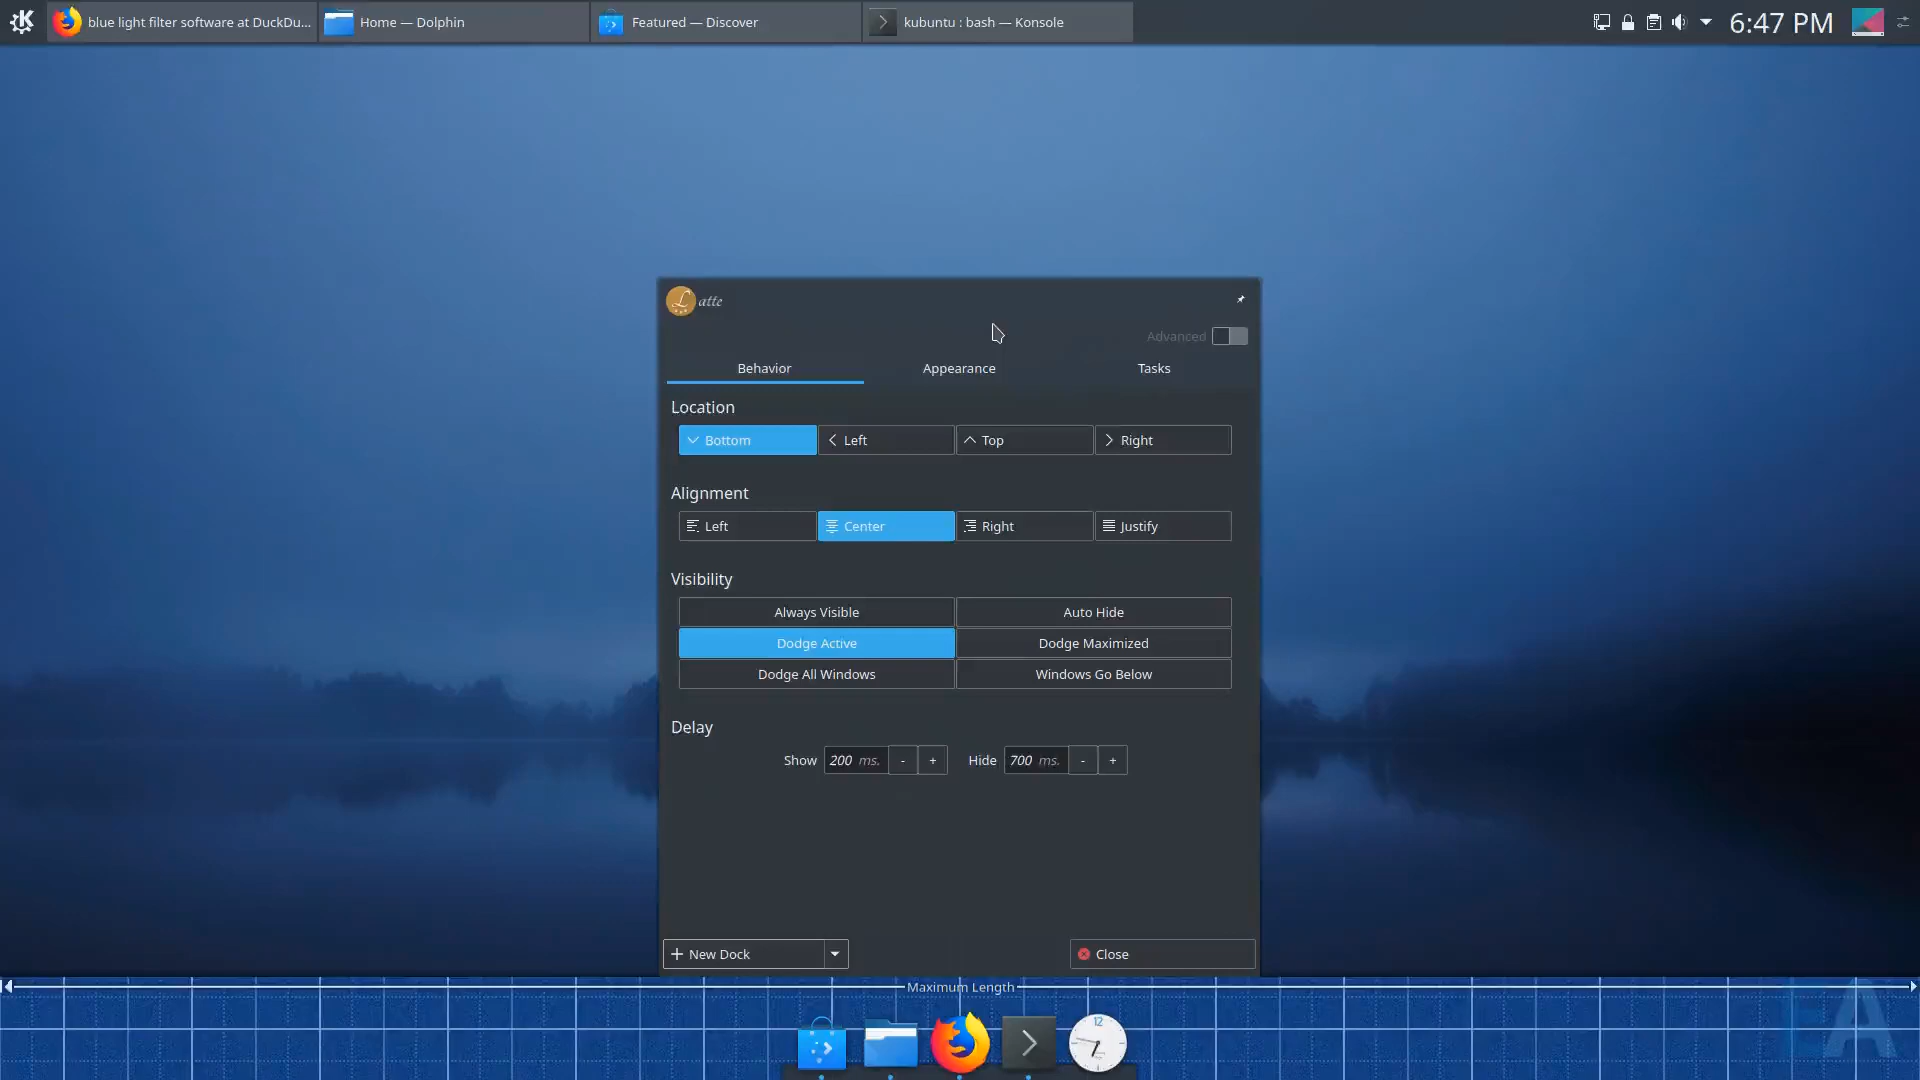 blue light filter software at DuckDu...
Home — Dolphin
Featured — Discover
kubuntu : bash — Konsole
6:47 PM
Latte
Advanced
Behavior
Appearance
Tasks
Location
Bottom
Left
Top
Right
Alignment
Left
Center
Right
Justify
Visibility
Always Visible
Auto Hide
Dodge Active
Dodge Maximized
Dodge All Windows
Windows Go Below
Delay
Show 200 ms. - + Hide 700 ms. - +
New Dock
Close
Maximum Length
12
EA